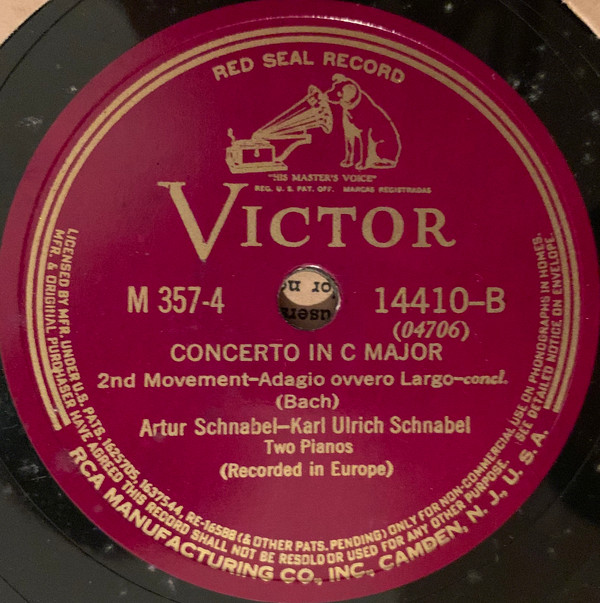 RED SEAL RECORD
"HIS MASTER'S VOICE"
REG. U. S. PAT. OFF. MARCAS REGISTRADAS
VICTOR
M 357-4
14410-B
(04706)
CONCERTO IN C MAJOR
2nd Movement-Adagio ovvero Largo-concl.
(Bach)
Artur Schnabel-Karl Ulrich Schnabel
Two Pianos
(Recorded in Europe)
LICENSED BY MFR. UNDER U.S. PATS. 1625705, 1637544, RE-16588 (& OTHER PATS. PENDING) ONLY FOR NON-COMMERCIAL USE ON PHONOGRAPHS IN HOMES.
MFR. & ORIGINAL PURCHASER HAVE AGREED THIS RECORD SHALL NOT BE RESOLD OR USED FOR ANY OTHER PURPOSE. SEE DETAILED NOTICE ON ENVELOPE.
RCA MANUFACTURING CO., INC., CAMDEN, N. J., U. S. A.
or
users